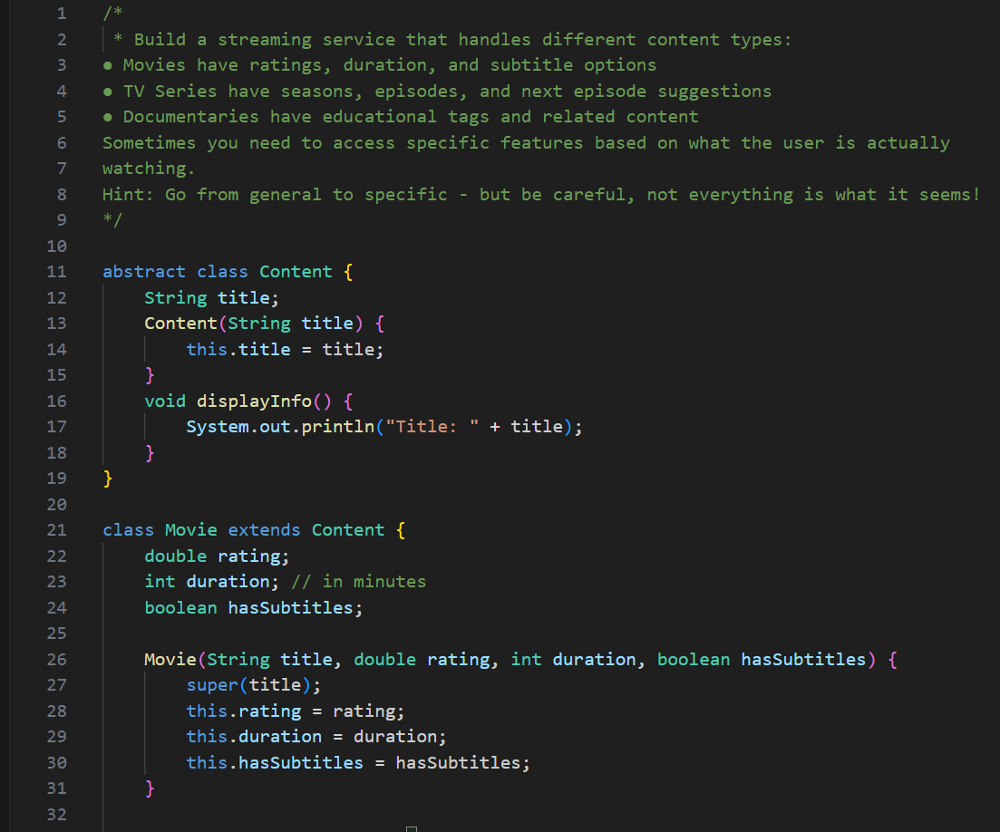 1 /*
2  * Build a streaming service that handles different content types:
3 ● Movies have ratings, duration, and subtitle options
4 ● TV Series have seasons, episodes, and next episode suggestions
5 ● Documentaries have educational tags and related content
6 Sometimes you need to access specific features based on what the user is actually
7 watching.
8 Hint: Go from general to specific - but be careful, not everything is what it seems!
9 */
10
11 abstract class Content {
12     String title;
13     Content(String title) {
14         this.title = title;
15     }
16     void displayInfo() {
17         System.out.println("Title: " + title);
18     }
19 }
20
21 class Movie extends Content {
22     double rating;
23     int duration; // in minutes
24     boolean hasSubtitles;
25
26     Movie(String title, double rating, int duration, boolean hasSubtitles) {
27         super(title);
28         this.rating = rating;
29         this.duration = duration;
30         this.hasSubtitles = hasSubtitles;
31     }
32